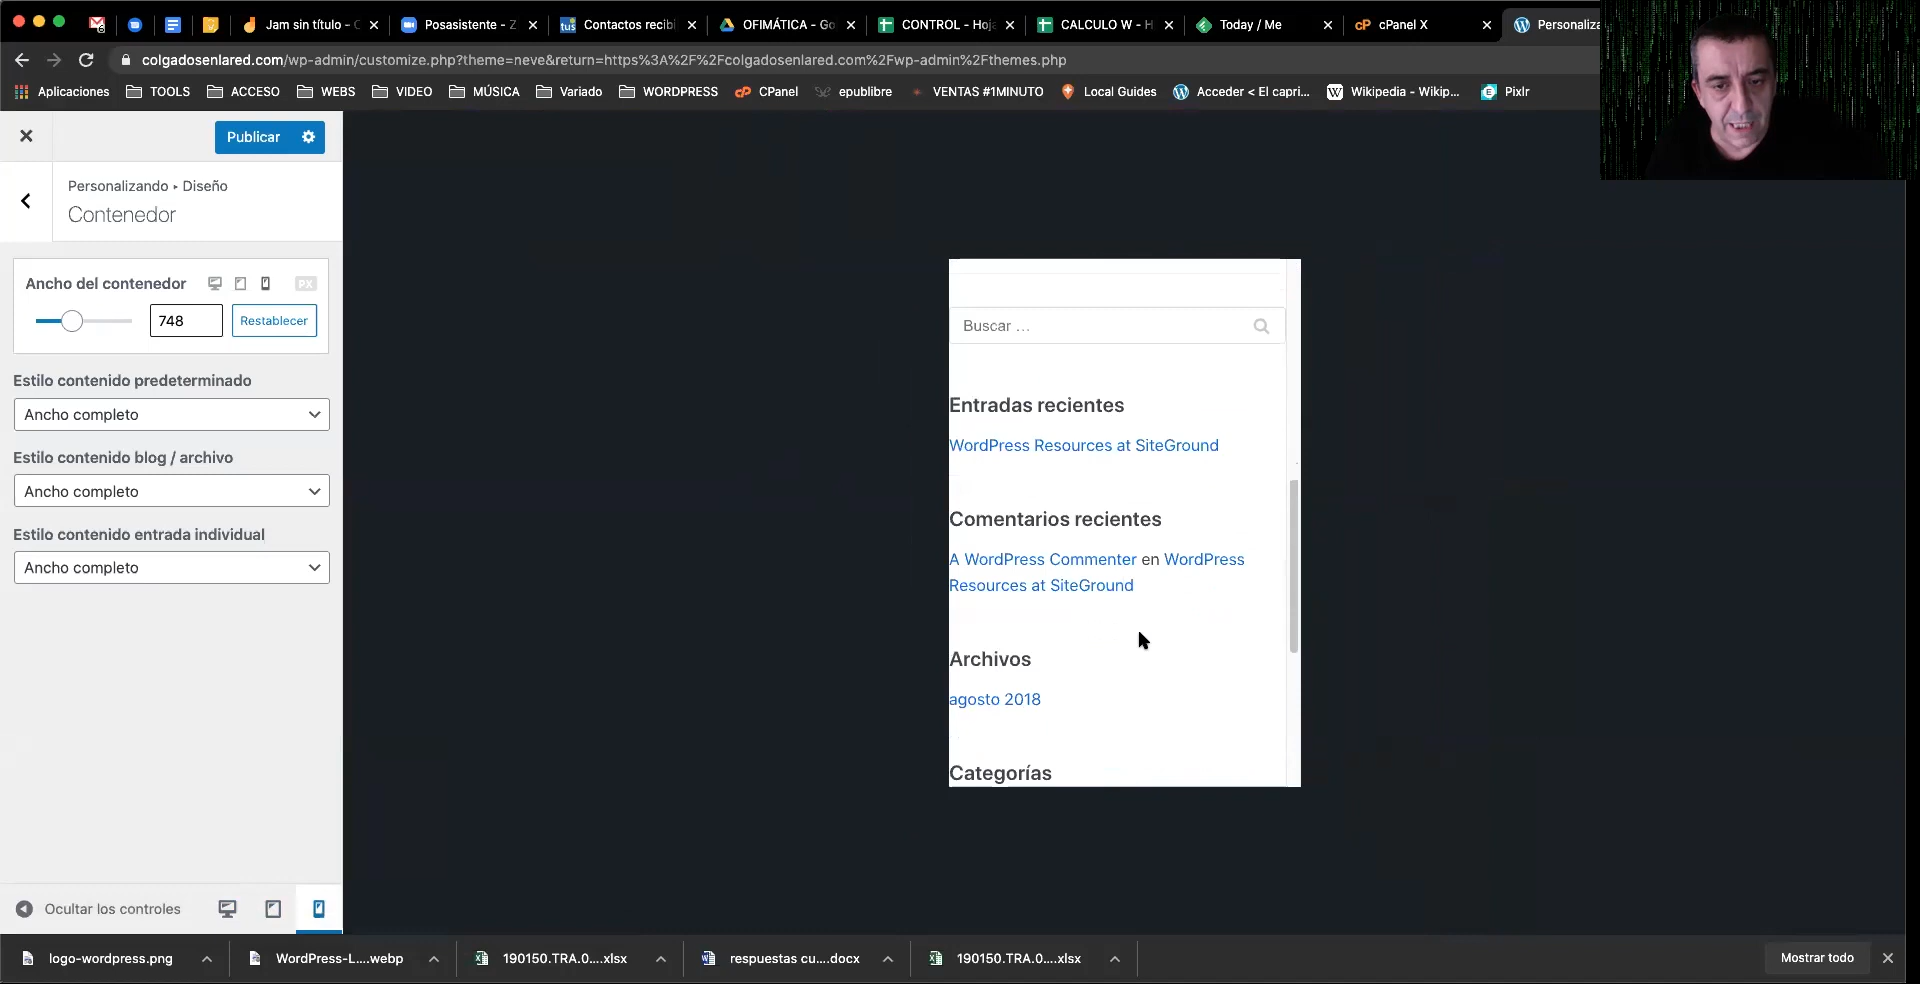 Jam sin título - C
Posasistente - Z
Contactos recibi
OFIMÁTICA - Go
CONTROL - Hoj
CALCULO W - H
Today / Me
cPanel X
Personaliza
colgadosenlared.com/wp-admin/customize.php?theme=neve&return=https%3A%2F%2Fcolgadosenlared.com%2Fwp-admin%2Fthemes.php
Aplicaciones
TOOLS
ACCESO
WEBS
VIDEO
MÚSICA
Variado
WORDPRESS
CPanel
epublibre
VENTAS #1MINUTO
Local Guides
Acceder < El capri...
Wikipedia - Wikip...
Pixlr
Publicar
Personalizando ▸ Diseño
Contenedor
Ancho del contenedor
PX
748
Restablecer
Estilo contenido predeterminado
Ancho completo
Estilo contenido blog / archivo
Ancho completo
Estilo contenido entrada individual
Ancho completo
Ocultar los controles
Buscar …
Entradas recientes
WordPress Resources at SiteGround
Comentarios recientes
A WordPress Commenter en WordPress
Resources at SiteGround
Archivos
agosto 2018
Categorías
logo-wordpress.png
WordPress-L....webp
190150.TRA.0....xlsx
respuestas cu....docx
190150.TRA.0....xlsx
Mostrar todo